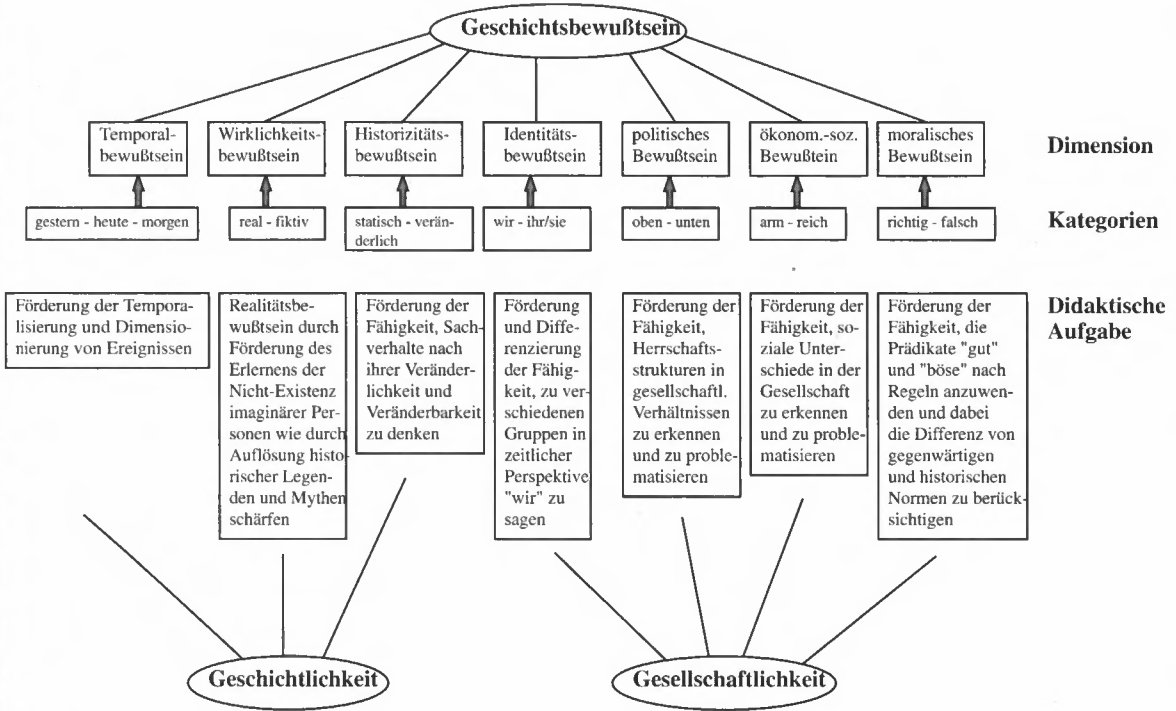 Geschichtsbewußtsein
Temporal-
bewußtsein
Wirklichkeits-
bewußtsein
Historizitäts-
bewußtsein
Identitäts-
bewußtsein
politisches
Bewußtsein
ökonom.-soz.
Bewußtein
moralisches
Bewußtsein
Dimension
gestern - heute - morgen
real - fiktiv
statisch - verän-
derlich
wir - ihr/sie
oben - unten
arm - reich
richtig - falsch
Kategorien
Förderung der Tempora-
lisierung und Dimensio-
nierung von Ereignissen
Realitätsbe-
wußtsein durch
Förderung des
Erlernens der
Nicht-Existenz
imaginärer Per-
sonen wie durch
Auflösung histo-
rischer Legen-
den und Mythen
schärfen
Förderung der
Fähigkeit, Sach-
verhalte nach
ihrer Veränder-
lichkeit und
Veränderbarkeit
zu denken
Förderung
und Diffe-
renzierung
der Fähig-
keit, zu ver-
schiedenen
Gruppen in
zeitlicher
Perspektive
"wir" zu
sagen
Förderung der
Fähigkeit,
Herrschafts-
strukturen in
gesellschaftl.
Verhältnissen
zu erkennen
und zu proble-
matisieren
Förderung der
Fähigkeit, so-
ziale Unter-
schiede in der
Gesellschaft
zu erkennen
und zu proble-
matisieren
Förderung der
Fähigkeit, die
Prädikate "gut"
und "böse" nach
Regeln anzuwen-
den und dabei
die Differenz von
gegenwärtigen
und historischen
Normen zu berück-
sichtigen
Didaktische
Aufgabe
Geschichtlichkeit
Gesellschaftlichkeit